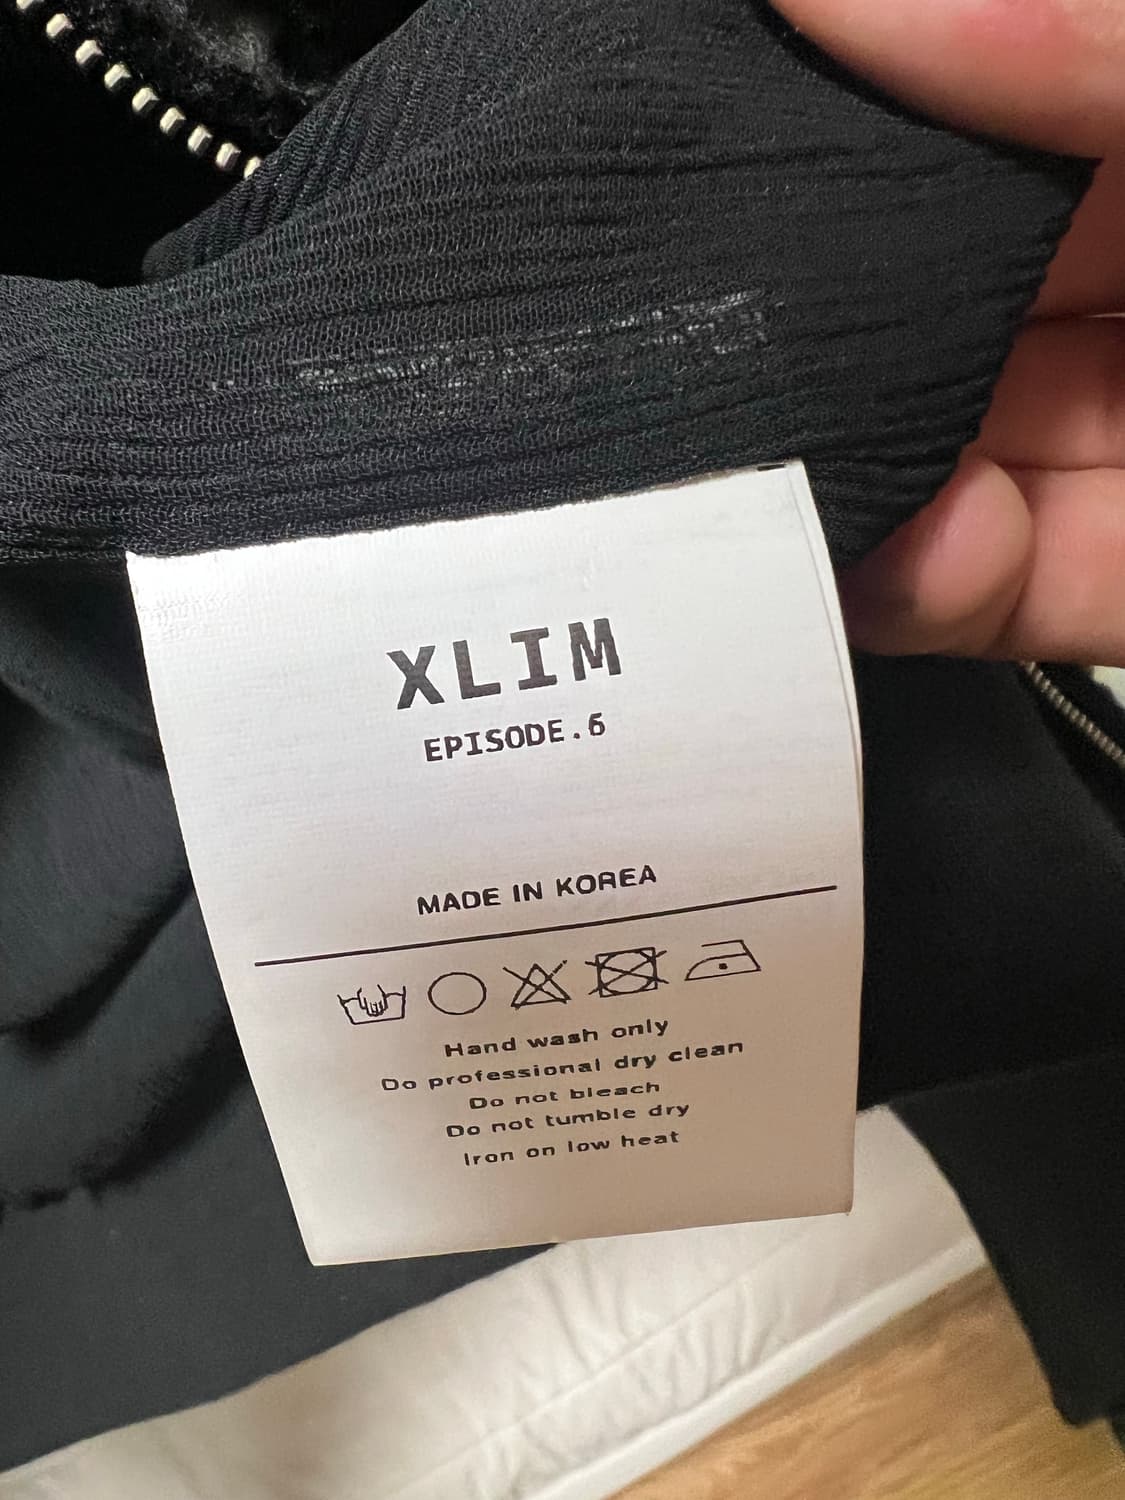 XLIM
EPISODE.6
MADE IN KOREA
Hand wash only
Do professional dry clean
Do not bleach
Do not tumble dry
Iron on low heat